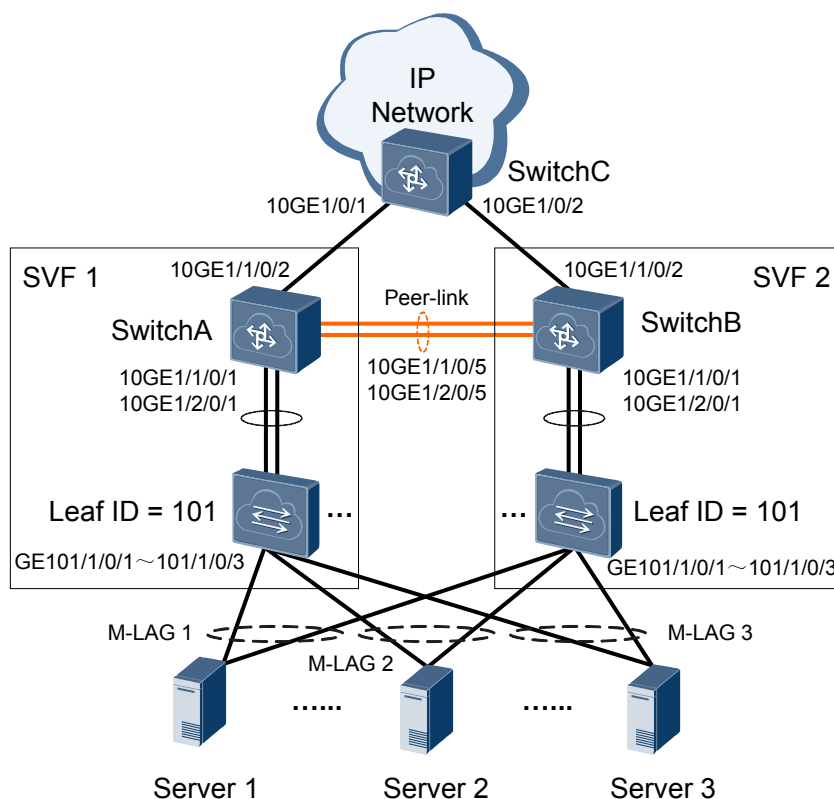 IP
Network
SwitchC
10GE1/0/1
10GE1/0/2
SVF 1
10GE1/1/0/2
10GE1/1/0/2
SVF 2
Peer-link
SwitchA
SwitchB
10GE1/1/0/1
10GE1/2/0/1
10GE1/1/0/5
10GE1/2/0/5
10GE1/1/0/1
10GE1/2/0/1
Leaf ID = 101
...
...
Leaf ID = 101
GE101/1/0/1～101/1/0/3
GE101/1/0/1～101/1/0/3
M-LAG 1
M-LAG 2
M-LAG 3
......
......
Server 1
Server 2
Server 3